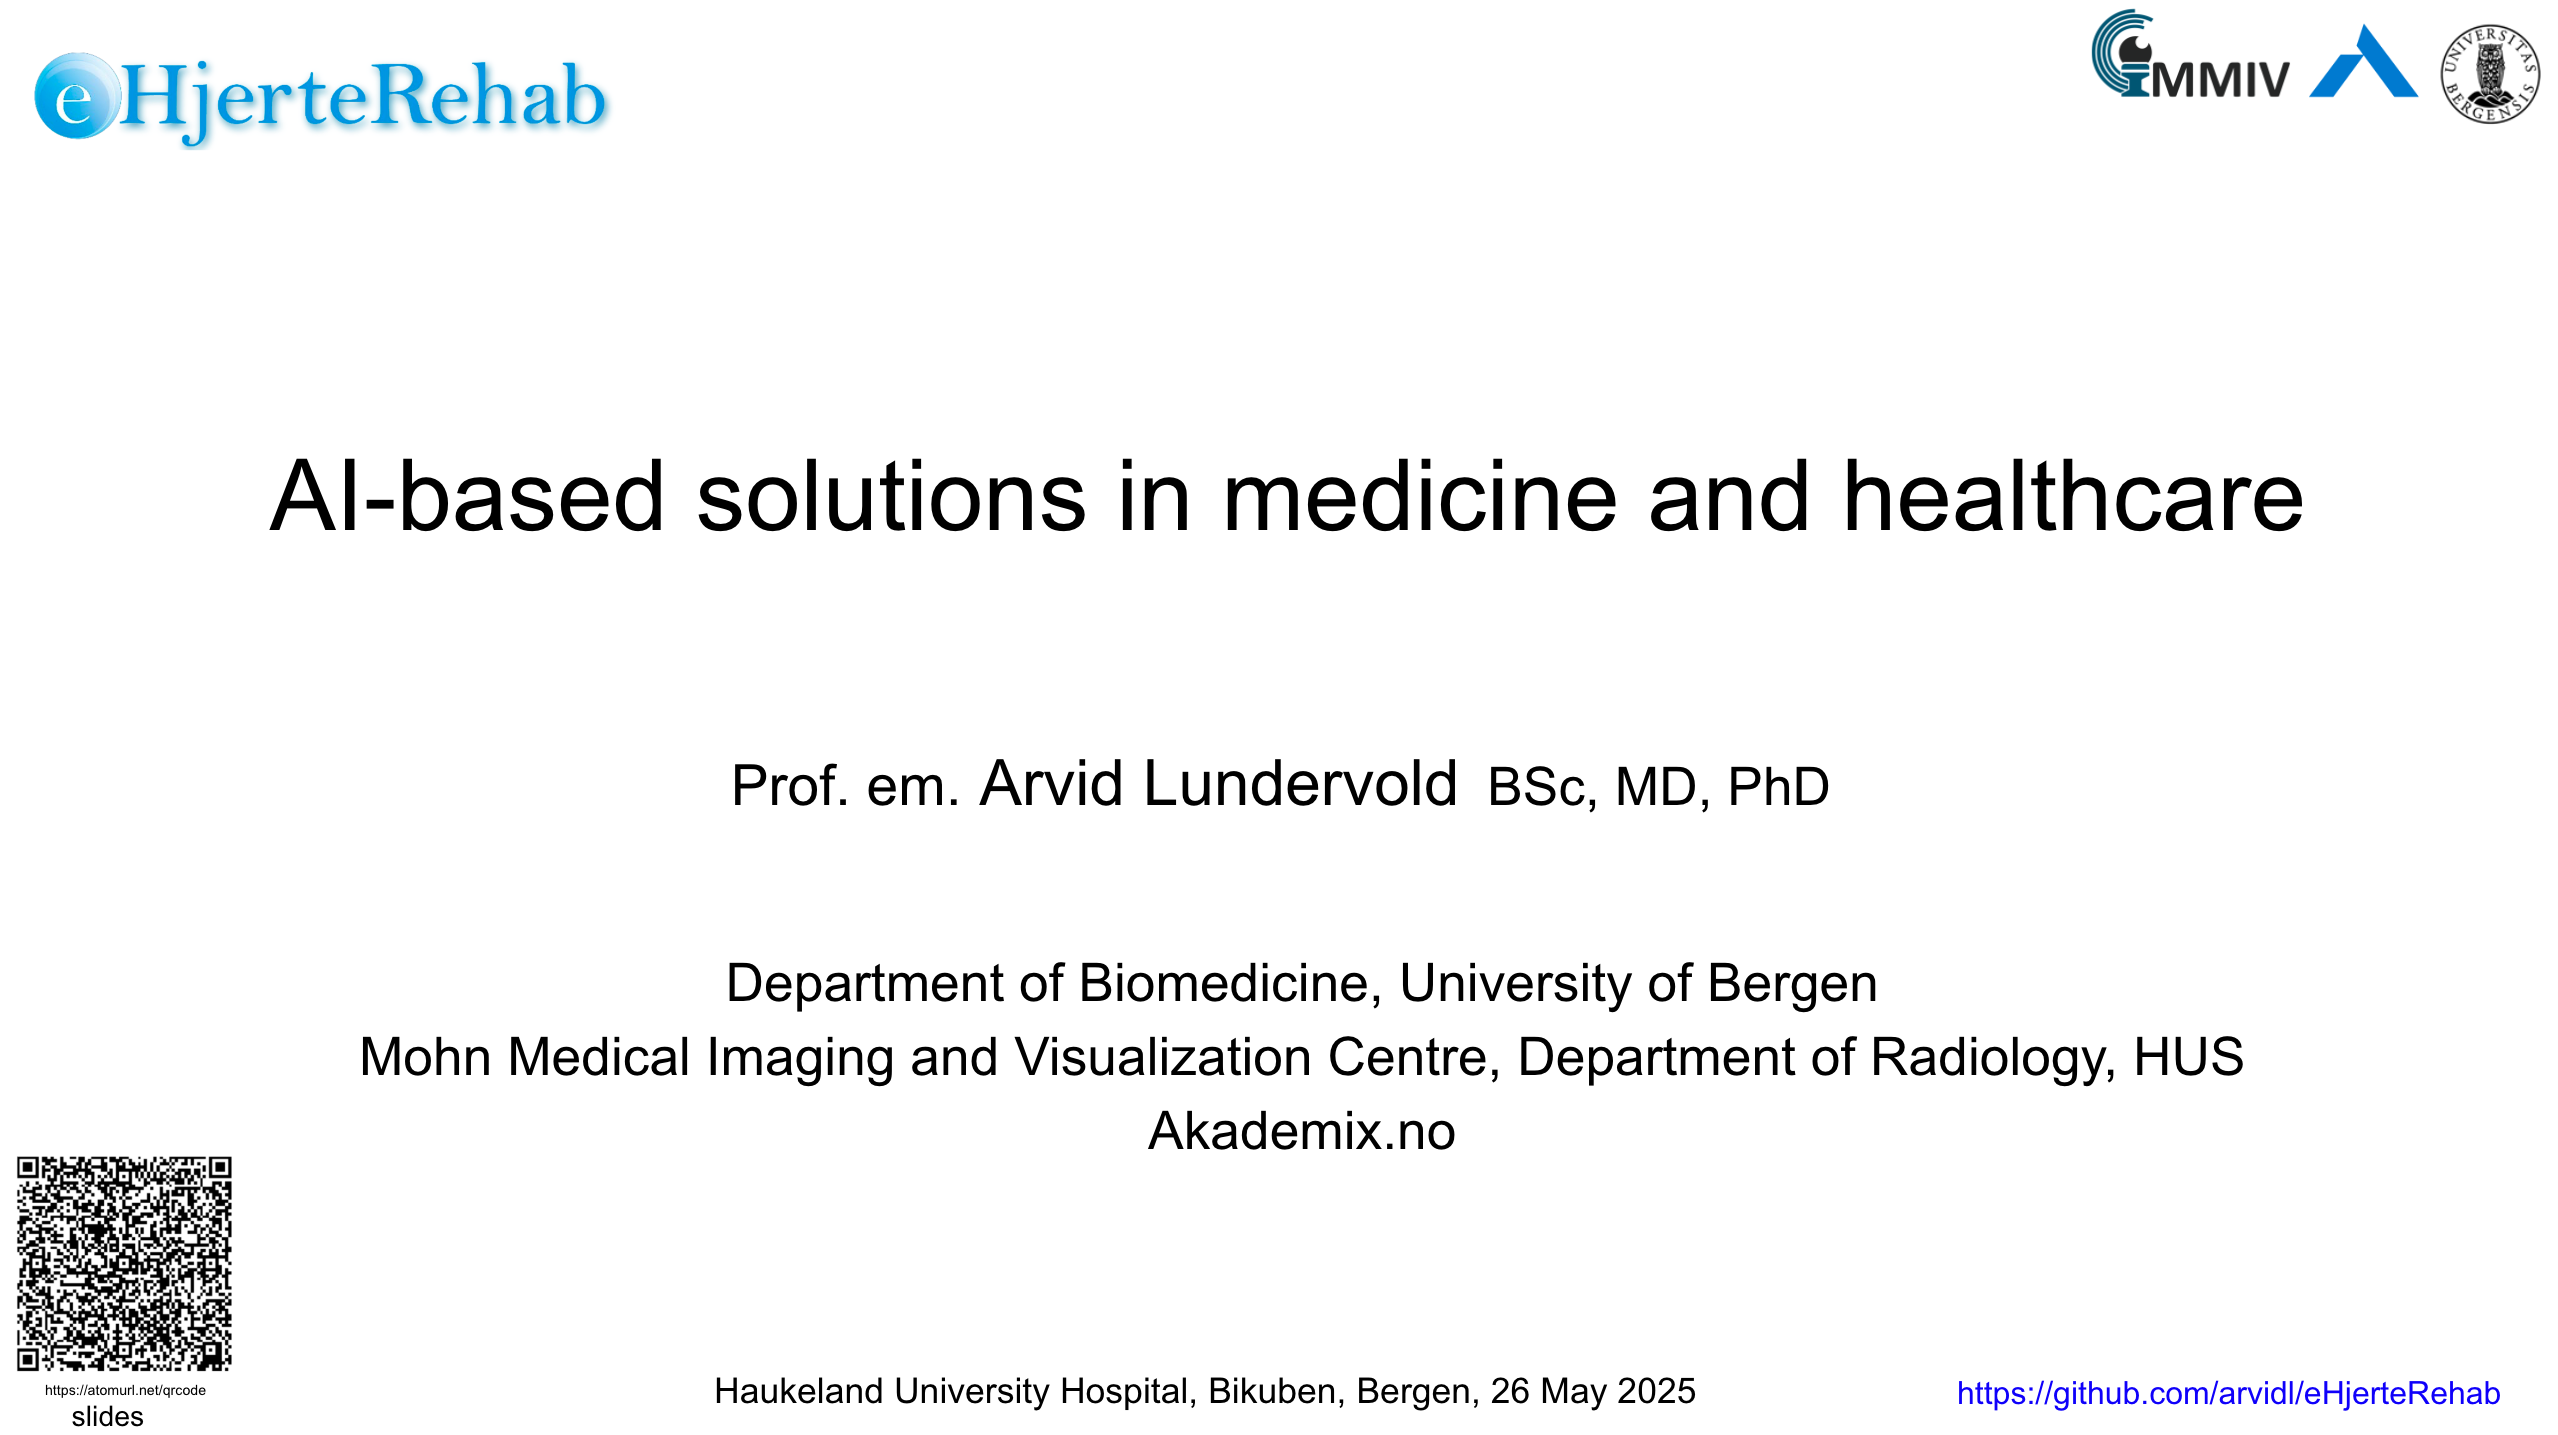 eHjerteRehab
MMIV
UNIVERSITAS BERGENSIS
AI-based solutions in medicine and healthcare
Prof. em. Arvid Lundervold BSc, MD, PhD
Department of Biomedicine, University of Bergen
Mohn Medical Imaging and Visualization Centre, Department of Radiology, HUS
Akademix.no
https://atomurl.net/qrcode
slides
Haukeland University Hospital, Bikuben, Bergen, 26 May 2025
https://github.com/arvidl/eHjerteRehab